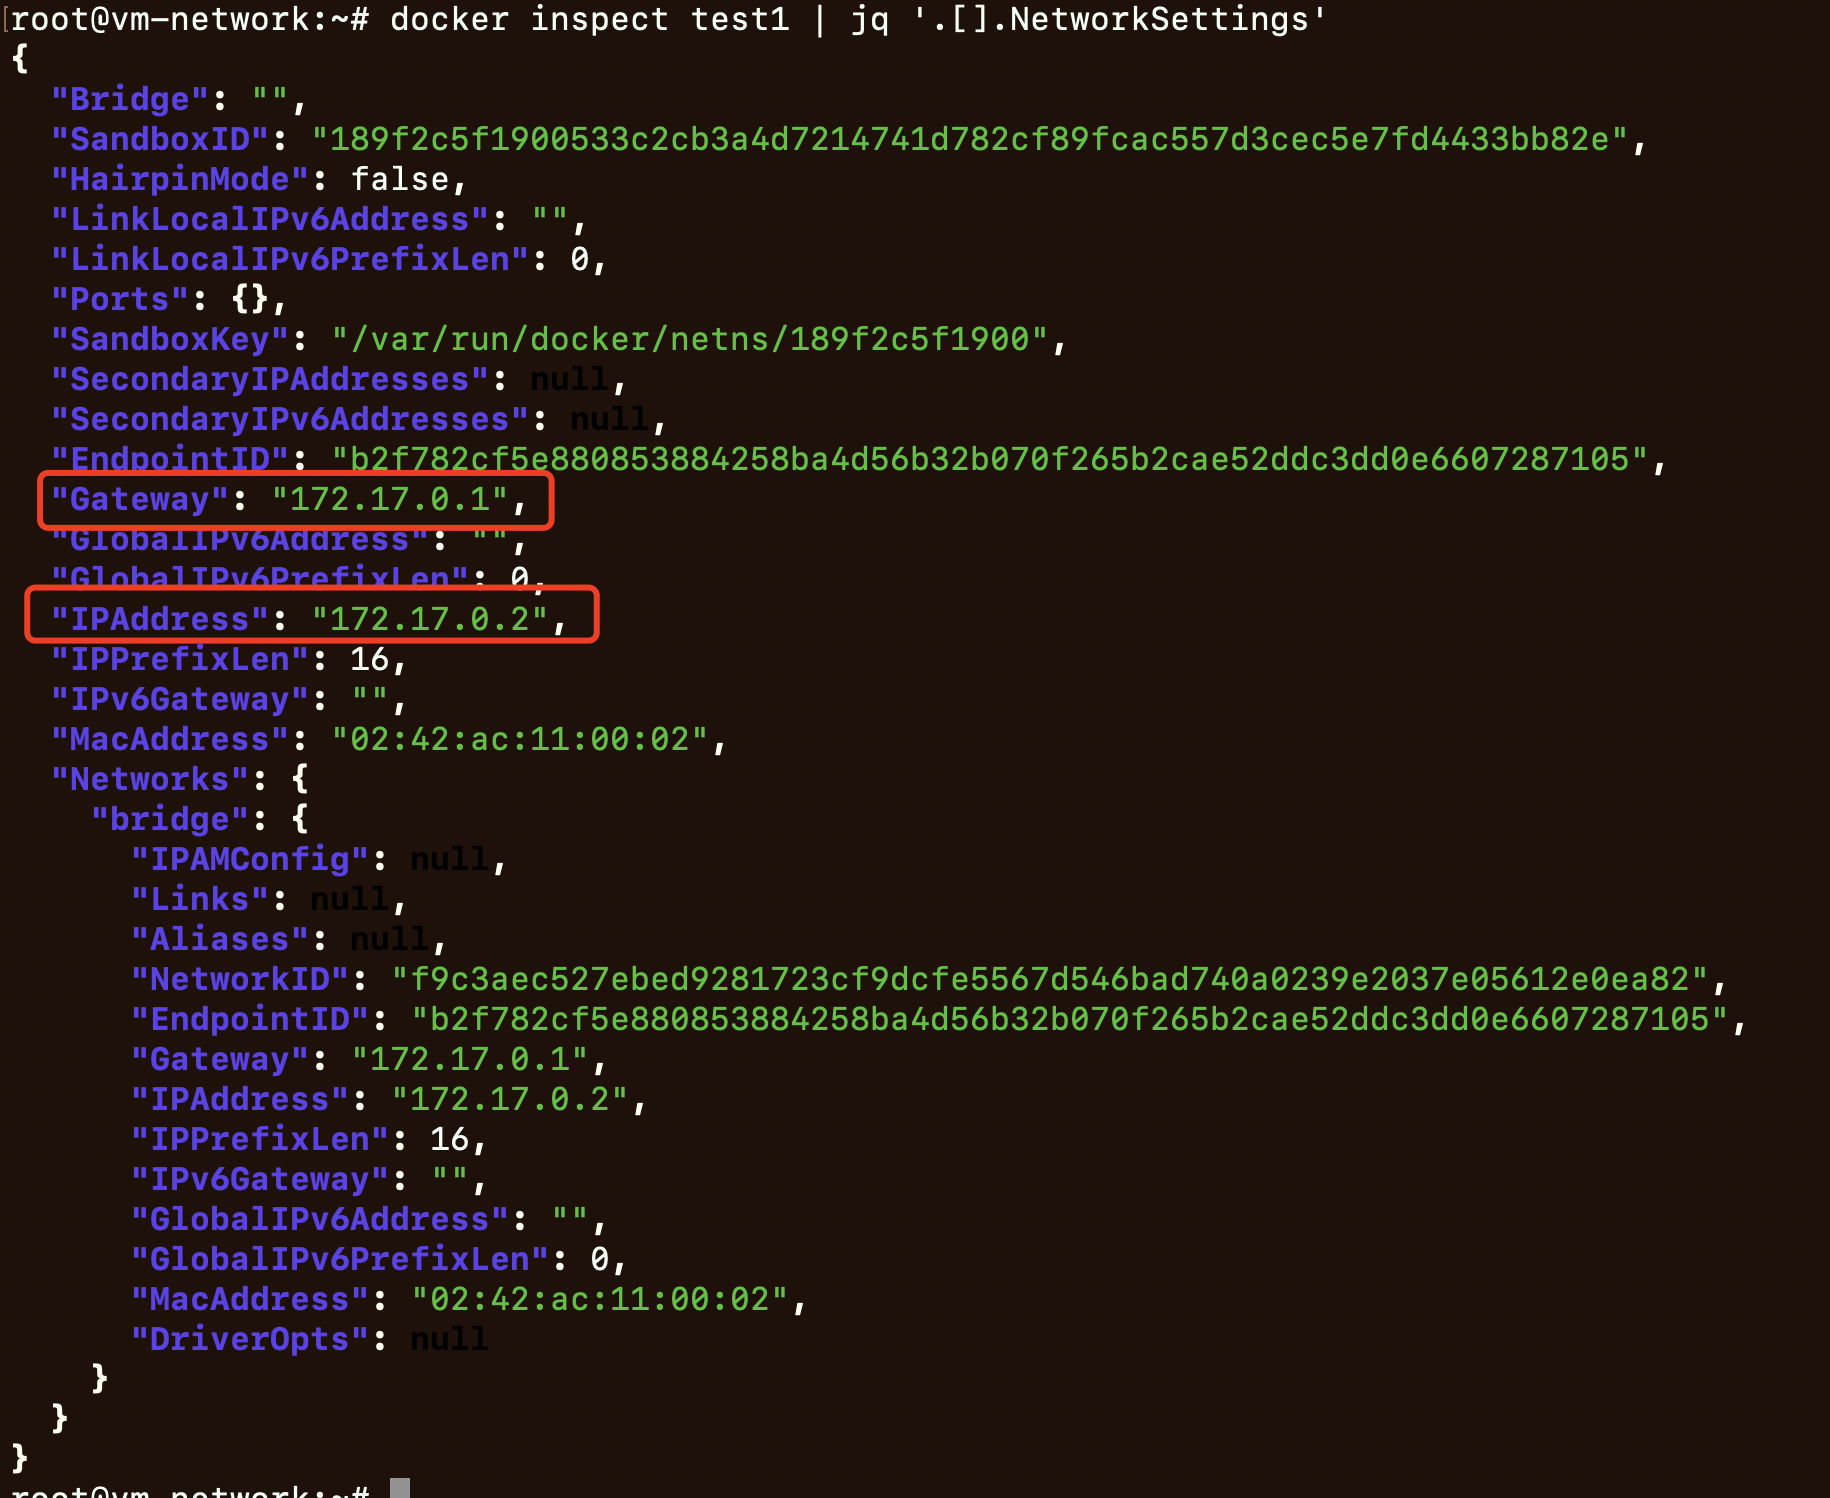 root@vm-network:~# docker inspect test1 | jq '.[].NetworkSettings'
{
  "Bridge": "",
  "SandboxID": "189f2c5f1900533c2cb3a4d7214741d782cf89fcac557d3cec5e7fd4433bb82e",
  "HairpinMode": false,
  "LinkLocalIPv6Address": "",
  "LinkLocalIPv6PrefixLen": 0,
  "Ports": {},
  "SandboxKey": "/var/run/docker/netns/189f2c5f1900",
  "SecondaryIPAddresses": null,
  "SecondaryIPv6Addresses": null,
  "EndpointID": "b2f782cf5e880853884258ba4d56b32b070f265b2cae52ddc3dd0e6607287105",
  "Gateway": "172.17.0.1",
  "GlobalIPv6Address": "",
  "GlobalIPv6PrefixLen": 0,
  "IPAddress": "172.17.0.2",
  "IPPrefixLen": 16,
  "IPv6Gateway": "",
  "MacAddress": "02:42:ac:11:00:02",
  "Networks": {
    "bridge": {
      "IPAMConfig": null,
      "Links": null,
      "Aliases": null,
      "NetworkID": "f9c3aec527ebed9281723cf9dcfe5567d546bad740a0239e2037e05612e0ea82",
      "EndpointID": "b2f782cf5e880853884258ba4d56b32b070f265b2cae52ddc3dd0e6607287105",
      "Gateway": "172.17.0.1",
      "IPAddress": "172.17.0.2",
      "IPPrefixLen": 16,
      "IPv6Gateway": "",
      "GlobalIPv6Address": "",
      "GlobalIPv6PrefixLen": 0,
      "MacAddress": "02:42:ac:11:00:02",
      "DriverOpts": null
    }
  }
}
root@vm-network:~#